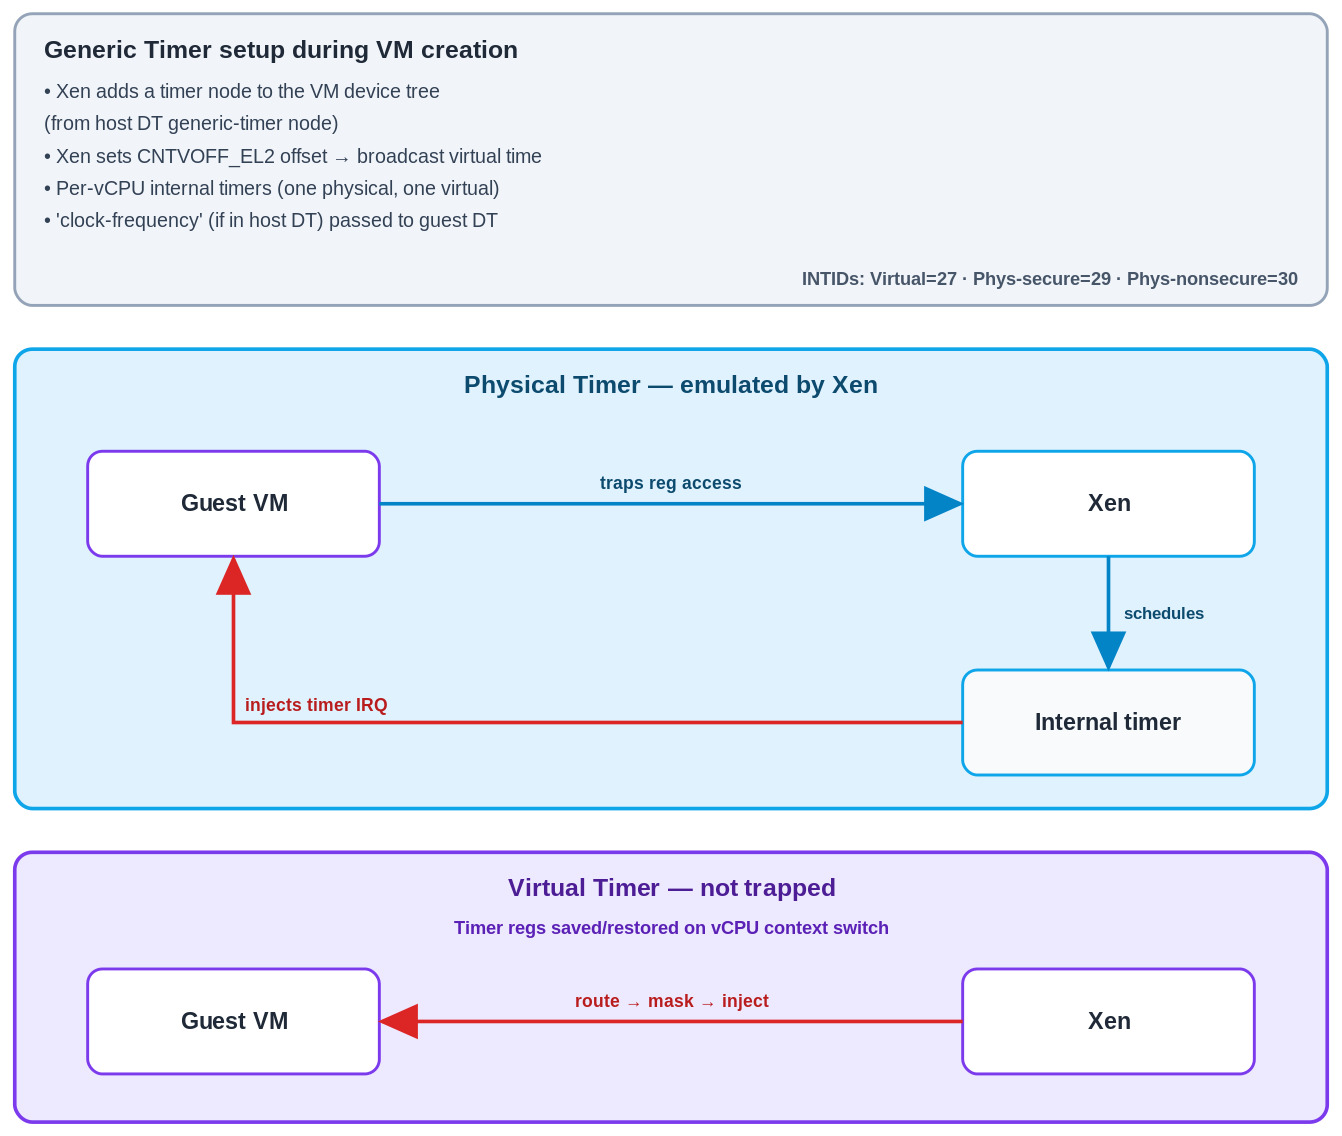 Generic Timer setup during VM creation
• Xen adds a timer node to the VM device tree
(from host DT generic-timer node)
• Xen sets CNTVOFF_EL2 offset → broadcast virtual time
• Per-vCPU internal timers (one physical, one virtual)
• 'clock-frequency' (if in host DT) passed to guest DT
INTIDs: Virtual=27 · Phys-secure=29 · Phys-nonsecure=30
Physical Timer — emulated by Xen
Guest VM
traps reg access
Xen
schedules
injects timer IRQ
Internal timer
Virtual Timer — not trapped
Timer regs saved/restored on vCPU context switch
Guest VM
route → mask → inject
Xen